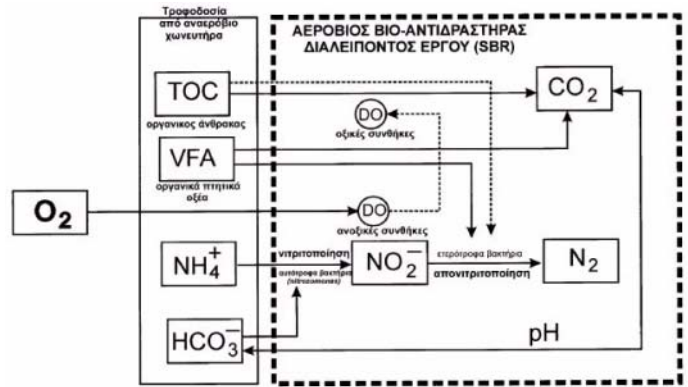 Τροφοδοσία
από αναερόβιο
χωνευτήρα
ΑΕΡΟΒΙΟΣ ΒΙΟ-ΑΝΤΙΔΡΑΣΤΗΡΑΣ
ΔΙΑΛΕΙΠΟΝΤΟΣ ΕΡΓΟΥ (SBR)
TOC
οργανικος άνθρακας
CO₂
DO
οξικές συνθήκες
VFA
οργανικά πτητικά
οξέα
O₂
DO
ανοξικές συνθήκες
NH₄⁺
νιτριτοποίηση
αυτότροφα βακτήρια
(nitrosomonas)
NO₂⁻
ετερότροφα βακτήρια
απονιτριτοποίηση
N₂
HCO₃⁻
pH